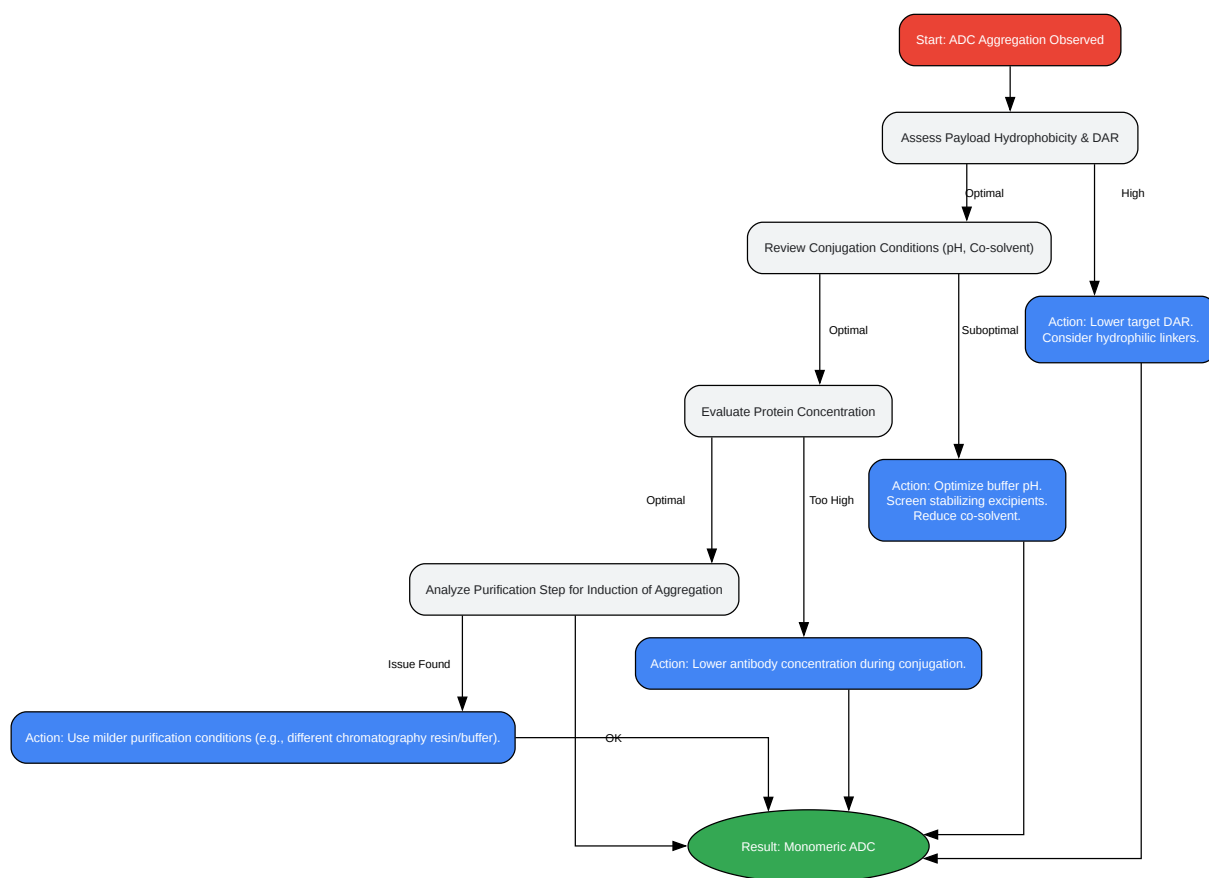 Start: ADC Aggregation Observed
Assess Payload Hydrophobicity & DAR
Optimal
High
Review Conjugation Conditions (pH, Co-solvent)
Action: Lower target DAR.
Consider hydrophilic linkers.
Optimal
Suboptimal
Evaluate Protein Concentration
Action: Optimize buffer pH.
Screen stabilizing excipients.
Reduce co-solvent.
Optimal
Too High
Analyze Purification Step for Induction of Aggregation
Issue Found
Action: Lower antibody concentration during conjugation.
Action: Use milder purification conditions (e.g., different chromatography resin/buffer).
OK
Result: Monomeric ADC